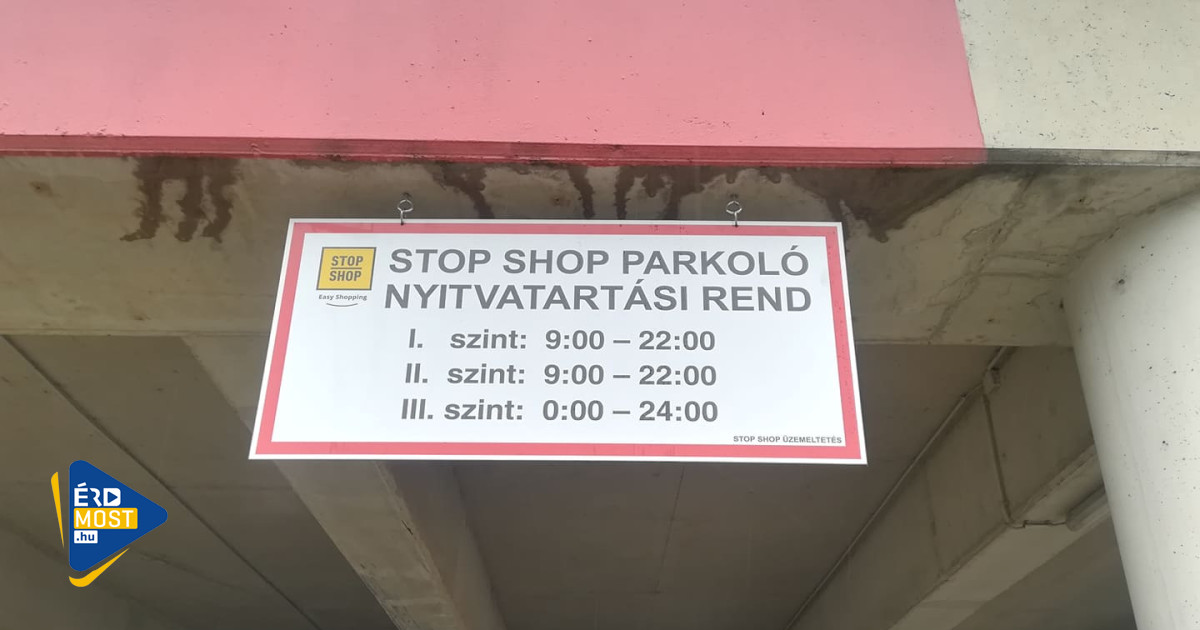 STOP
SHOP
Easy Shopping
STOP SHOP PARKOLÓ
NYITVATARTÁSI REND
I. szint: 9:00 – 22:00
II. szint: 9:00 – 22:00
III. szint: 0:00 – 24:00
STOP SHOP ÜZEMELTETÉS
ÉRD
MOST
.hu